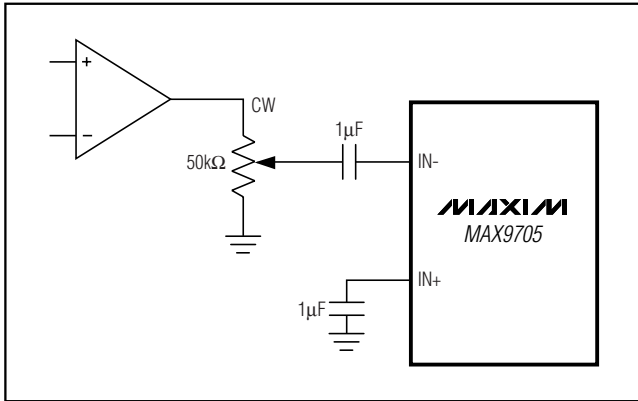 +
−
CW
50kΩ
1μF
IN-
MAXIM
MAX9705
IN+
1μF